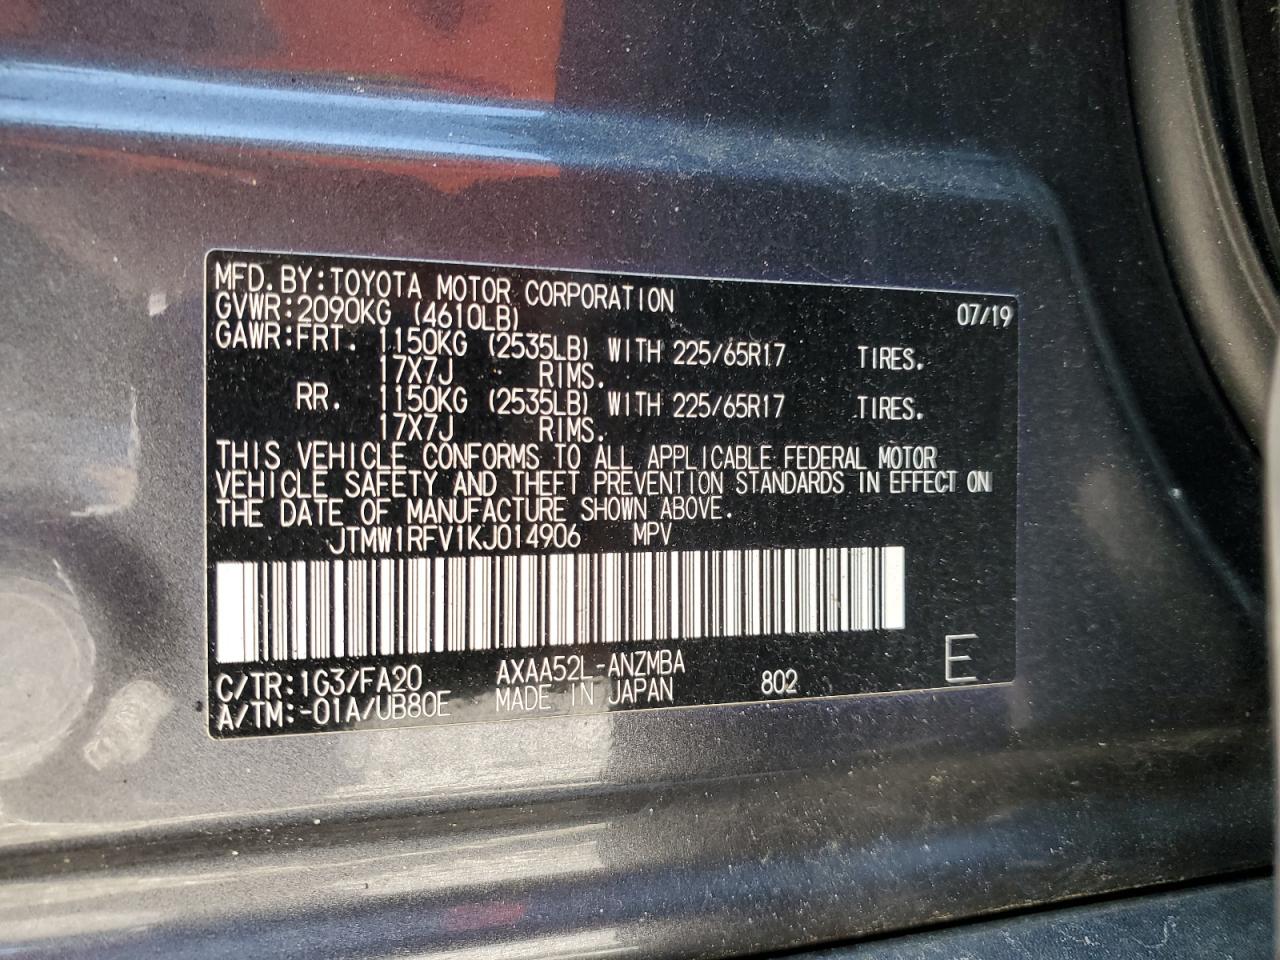 MFD.BY:TOYOTA MOTOR CORPORATION 07/19
GVWR:2090KG (4610LB)
GAWR:FRT. 1150KG (2535LB) WITH 225/65R17 TIRES.
17X7J RIMS.
RR. 1150KG (2535LB) WITH 225/65R17 TIRES.
17X7J RIMS.
THIS VEHICLE CONFORMS TO ALL APPLICABLE FEDERAL MOTOR
VEHICLE SAFETY AND THEFT PREVENTION STANDARDS IN EFFECT ON
THE DATE OF MANUFACTURE SHOWN ABOVE.
JTMW1RFV1KJ014906 MPV
C/TR:1G3/FA20 AXAA52L-ANZMBA
A/TM:-01A/UB80E MADE IN JAPAN 802 E